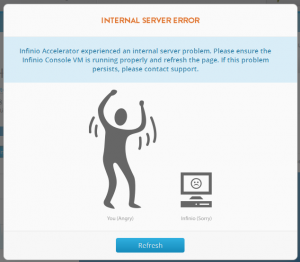 INTERNAL SERVER ERROR
Infinio Accelerator experienced an internal server problem. Please ensure the
Infinio Console VM is running properly and refresh the page. If this problem
persists, please contact support.
You (Angry)
Infinio (Sorry)
Refresh